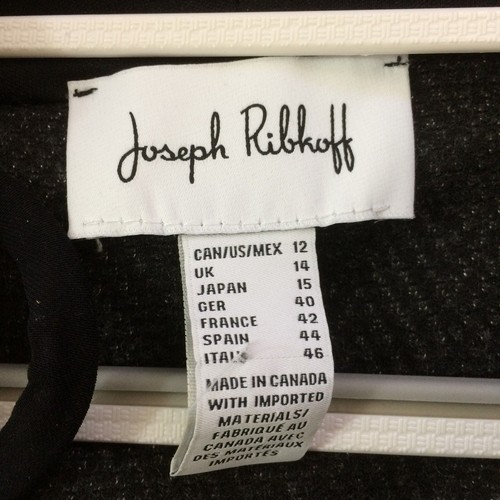 Joseph Ribkoff
CAN/US/MEX 12
UK 14
JAPAN 15
GER 40
FRANCE 42
SPAIN 44
46
MADE IN CANADA
WITH IMPORTED
MATERIALS/
FABRIQUÉ AU
CANADA AVEC
DES MATÉRIAUX
IMPORTÉS